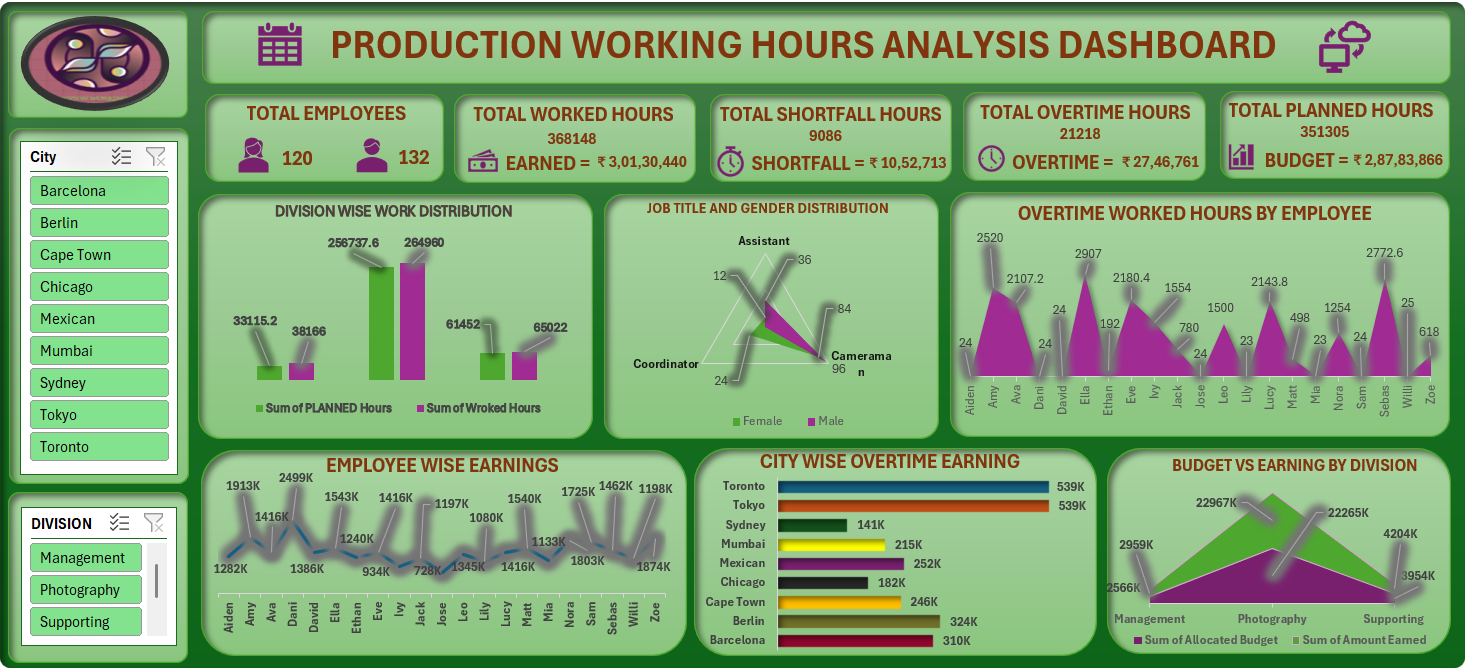 PRODUCTION WORKING HOURS ANALYSIS DASHBOARD
TOTAL EMPLOYEES
120
132
TOTAL WORKED HOURS
368148
EARNED = ₹ 3,01,30,440
TOTAL SHORTFALL HOURS
9086
SHORTFALL = ₹ 10,52,713
TOTAL OVERTIME HOURS
21218
OVERTIME = ₹ 27,46,761
TOTAL PLANNED HOURS
351305
BUDGET = ₹ 2,87,83,866
City
Barcelona
Berlin
Cape Town
Chicago
Mexican
Mumbai
Sydney
Tokyo
Toronto
DIVISION
Management
Photography
Supporting
DIVISION WISE WORK DISTRIBUTION
256737.6 264960
33115.2 38166
61452 65022
Sum of PLANNED Hours Sum of Wroked Hours
JOB TITLE AND GENDER DISTRIBUTION
Assistant
12 36
84
Coordinator
Cameraman
96
24
Female Male
OVERTIME WORKED HOURS BY EMPLOYEE
24 2520 2107.2 24 24 2907 192 2180.4 1554 780 24 1500 23 2143.8 498 23 1254 24 2772.6 25 618
Aiden Amy Ava Dani David Ella Ethan Eve Ivy Jack Jose Leo Lily Lucy Matt Mia Nora Sam Sebas Willi Zoe
EMPLOYEE WISE EARNINGS
1282K 1913K 1416K 2499K 1386K 1543K 1240K 934K 1416K 728K 1197K 1345K 1080K 1416K 1540K 1133K 1725K 1803K 1462K 1874K 1198K
Aiden Amy Ava Dani David Ella Ethan Eve Ivy Jack Jose Leo Lily Lucy Matt Mia Nora Sam Sebas Willi Zoe
CITY WISE OVERTIME EARNING
Toronto 539K
Tokyo 539K
Sydney 141K
Mumbai 215K
Mexican 252K
Chicago 182K
Cape Town 246K
Berlin 324K
Barcelona 310K
BUDGET VS EARNING BY DIVISION
22967K 22265K
2959K 4204K
2566K 3954K
Management Photography Supporting
Sum of Allocated Budget Sum of Amount Earned